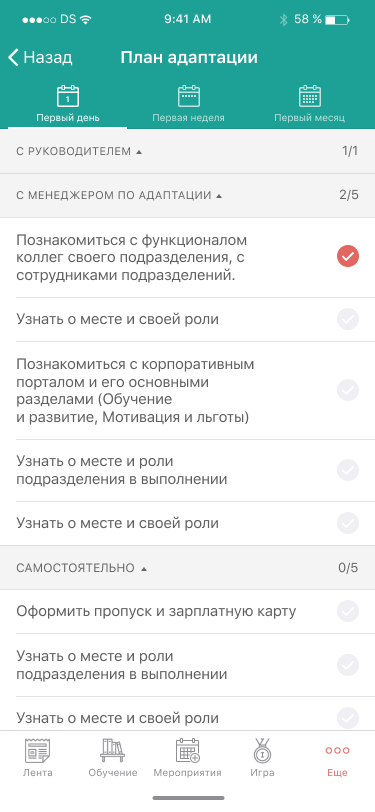 DS 9:41 AM 58 %
Назад План адаптации
1
Первый день Первая неделя Первый месяц
С РУКОВОДИТЕЛЕМ 1/1
С МЕНЕДЖЕРОМ ПО АДАПТАЦИИ 2/5
Познакомиться с функционалом
коллег своего подразделения, с
сотрудниками подразделений.
Узнать о месте и своей роли
Познакомиться с корпоративным
порталом и его основными
разделами (Обучение
и развитие, Мотивация и льготы)
Узнать о месте и роли
подразделения в выполнении
Узнать о месте и своей роли
САМОСТОЯТЕЛЬНО 0/5
Оформить пропуск и зарплатную карту
Узнать о месте и роли
подразделения в выполнении
Узнать о месте и своей роли
Лента Обучение Мероприятия Игра Еще